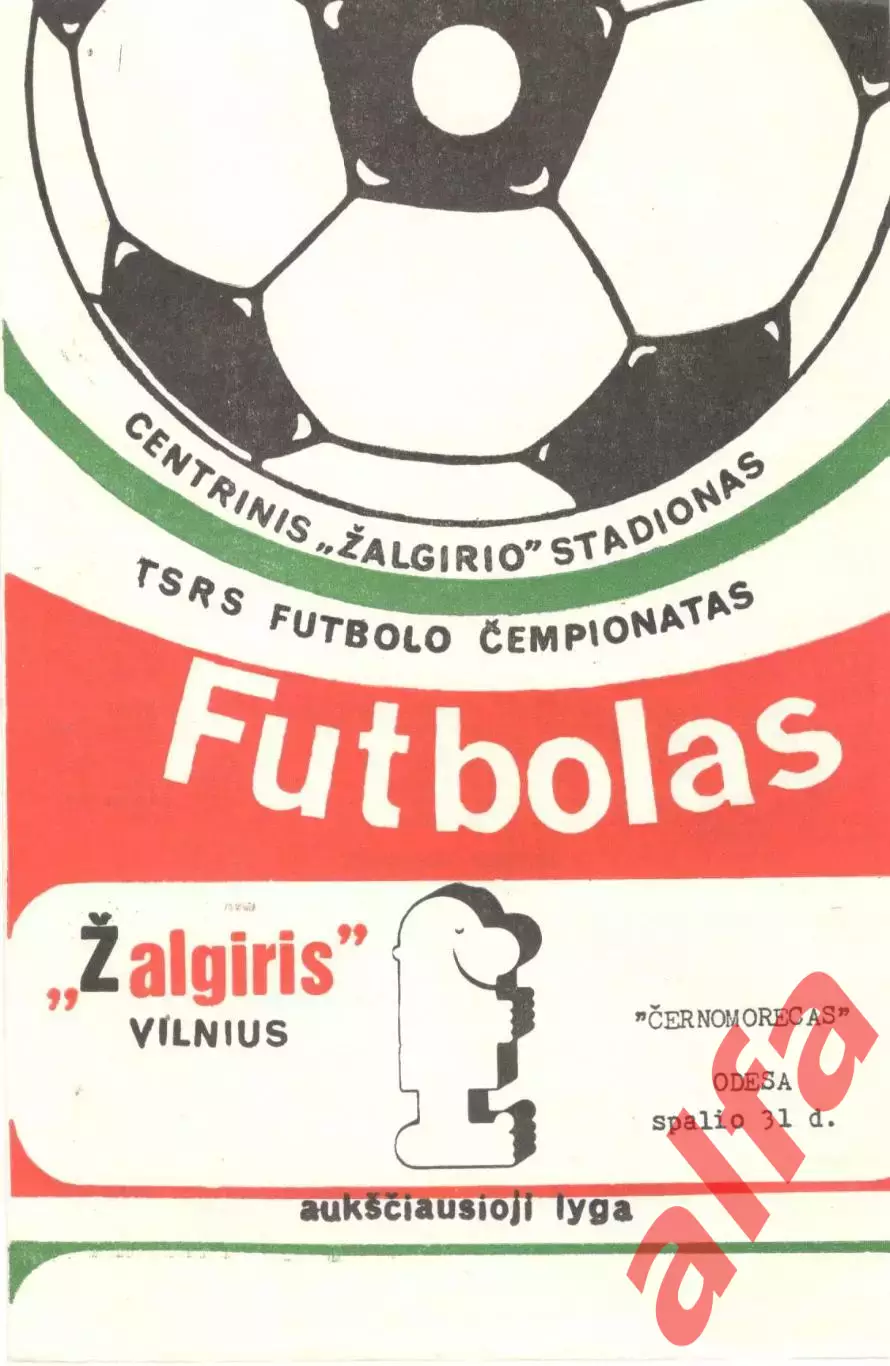 CENTRINIS „ŽALGIRIO” STADIONAS
TSRS FUTBOLO ČEMPIONATAS
Futbolas
„Žalgiris”
VILNIUS
"ČERNOMORECAS"
ODESA
spalio 31 d.
aukščiausioji lyga
alfa